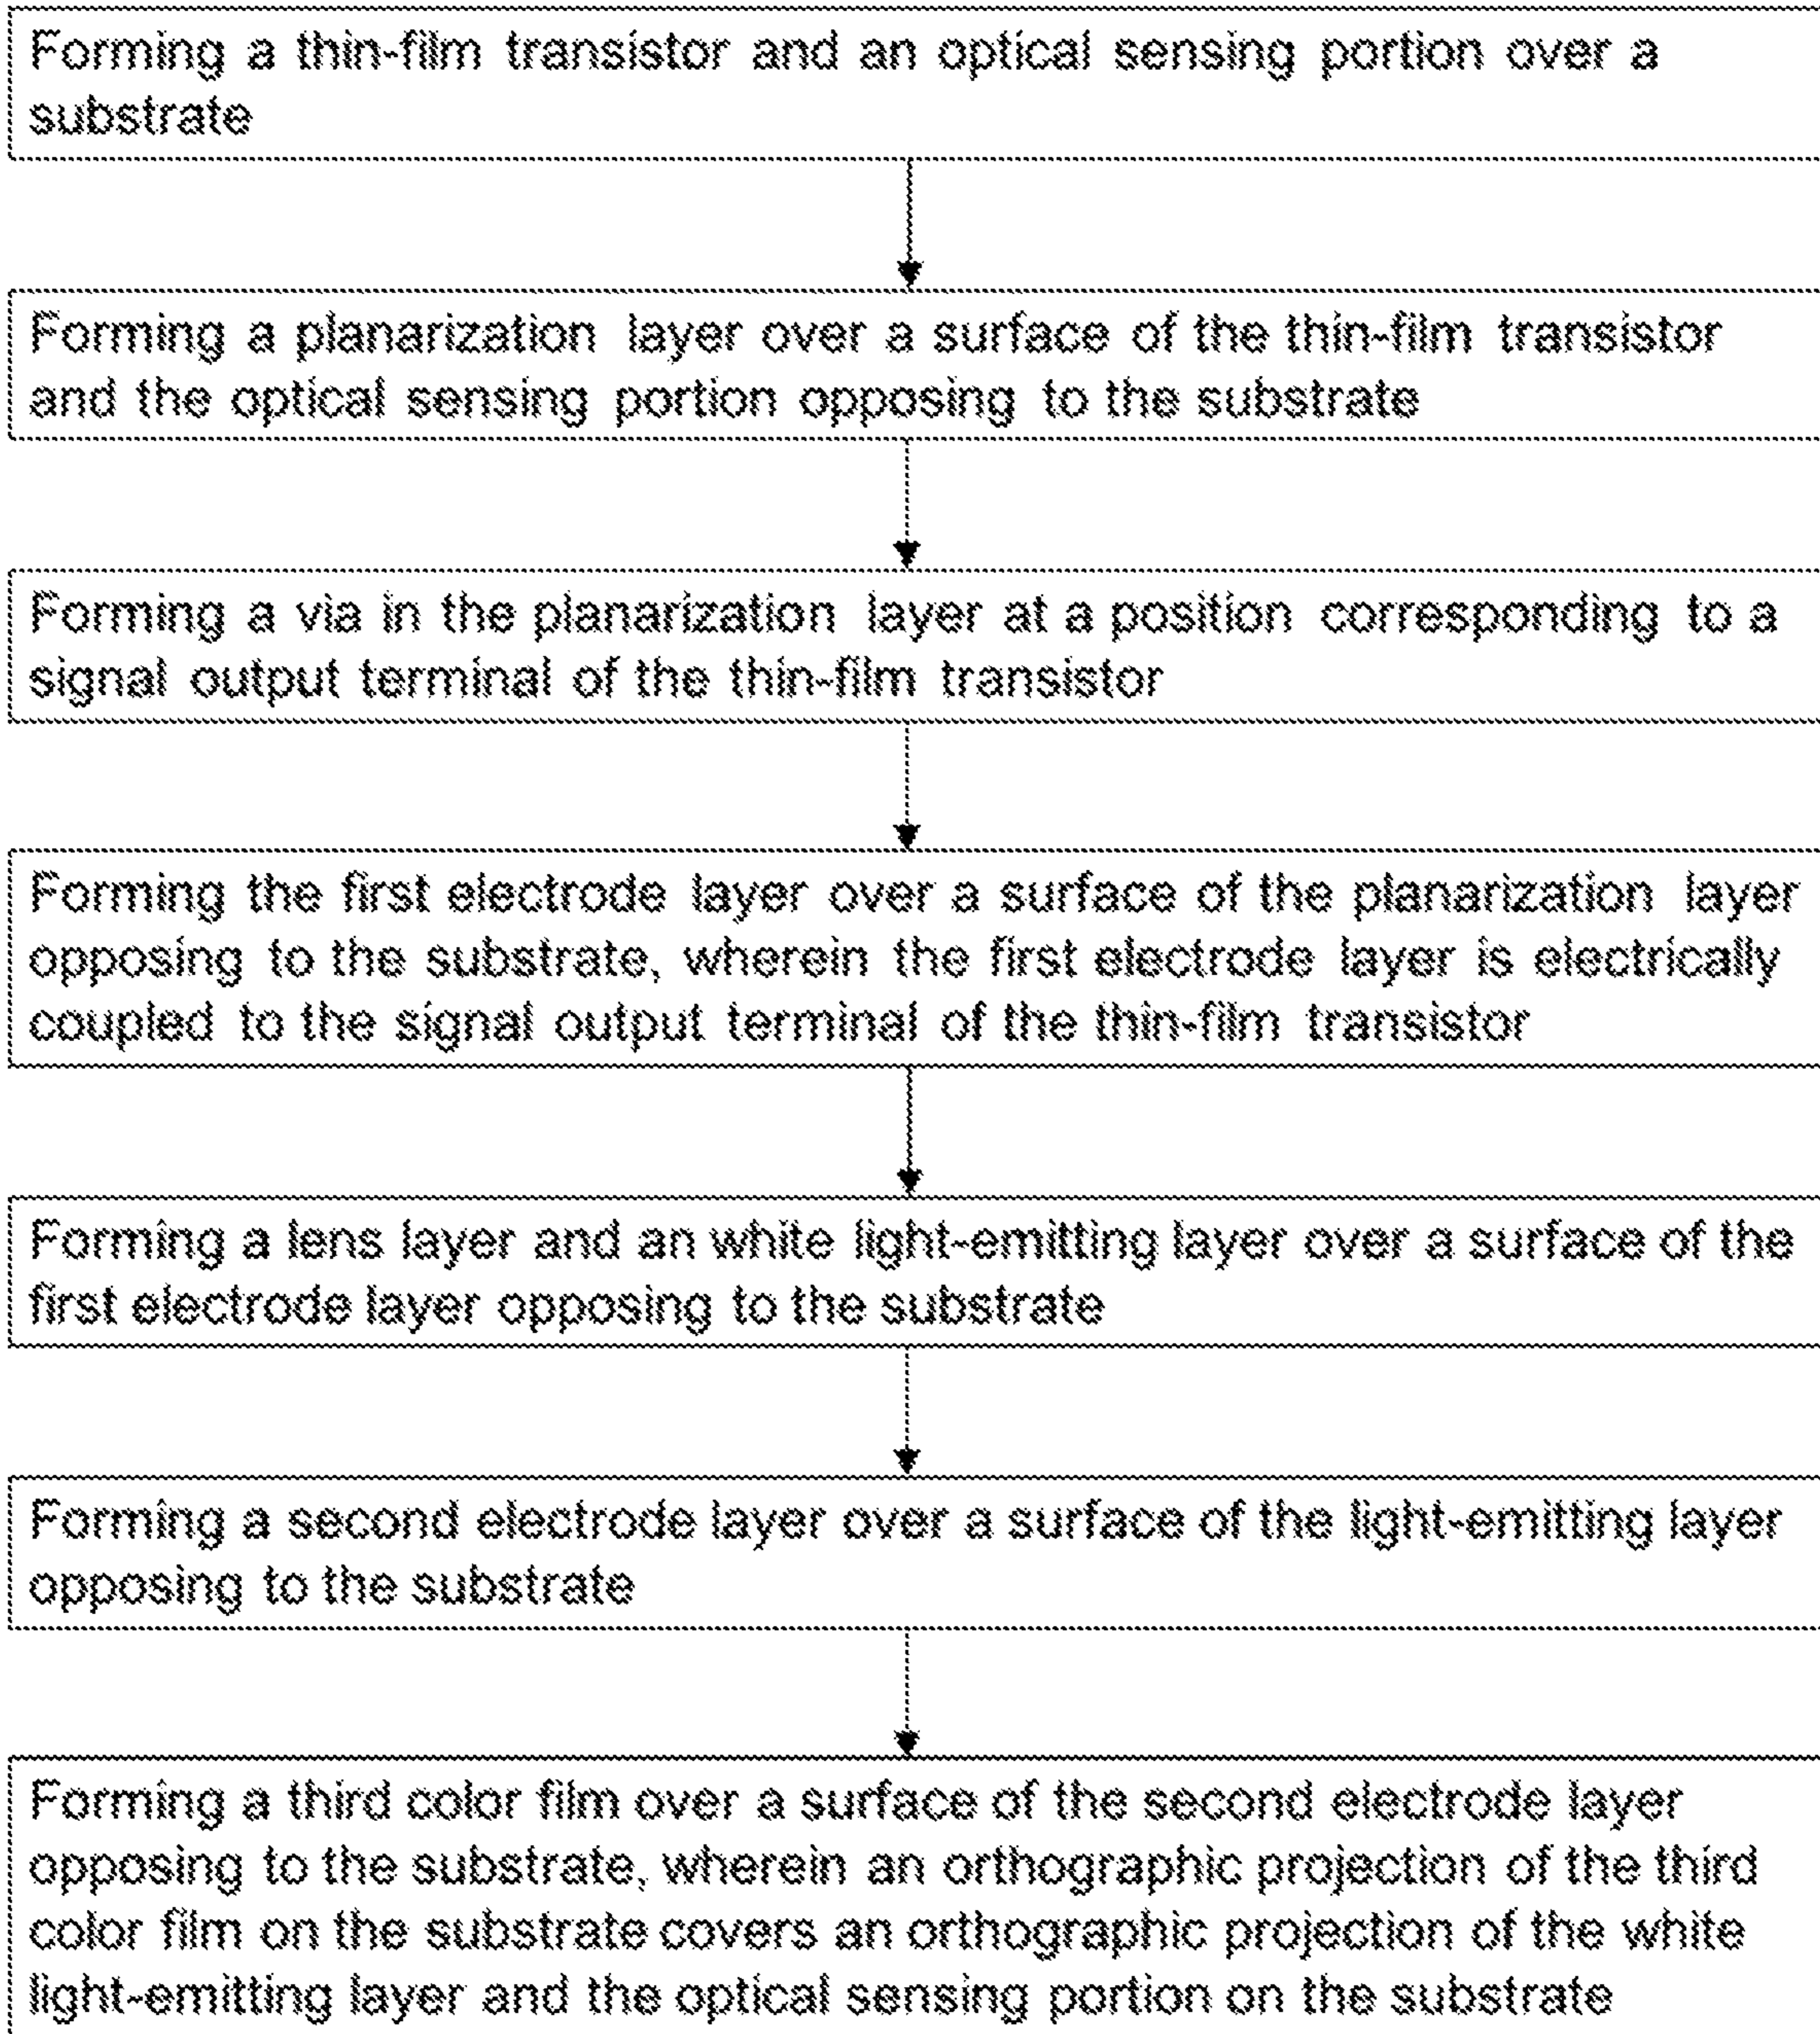 Forming a thin-film transistor and an optical sensing portion over a
substrate
Forming a planarization layer over a surface of the thin-film transistor
and the optical sensing portion opposing to the substrate
Forming a via in the planarization layer at a position corresponding to a
signal output terminal of the thin-film transistor
Forming the first electrode layer over a surface of the planarization layer
opposing to the substrate, wherein the first electrode layer is electrically
coupled to the signal output terminal of the thin-film transistor
Forming a lens layer and an white light-emitting layer over a surface of the
first electrode layer opposing to the substrate
Forming a second electrode layer over a surface of the light-emitting layer
opposing to the substrate
Forming a third color film over a surface of the second electrode layer
opposing to the substrate, wherein an orthographic projection of the third
color film on the substrate covers an orthographic projection of the white
light-emitting layer and the optical sensing portion on the substrate